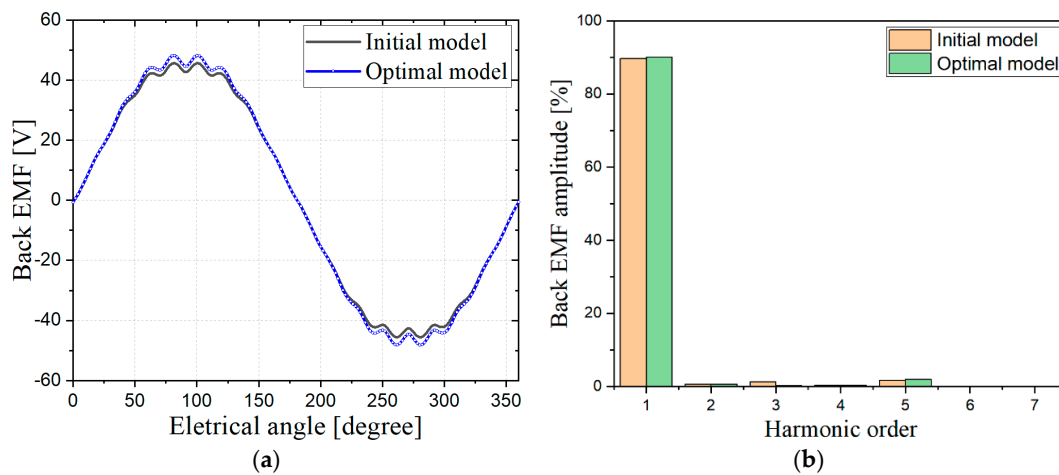 60
40
20
0
-20
-40
-60
0
50
100
150
200
250
300
350
Back EMF [V]
Eletrical angle [degree]
Initial model
Optimal model
(a)
100
80
60
40
20
0
1
2
3
4
5
6
7
Back EMF amplitude [%]
Harmonic order
Initial model
Optimal model
(b)